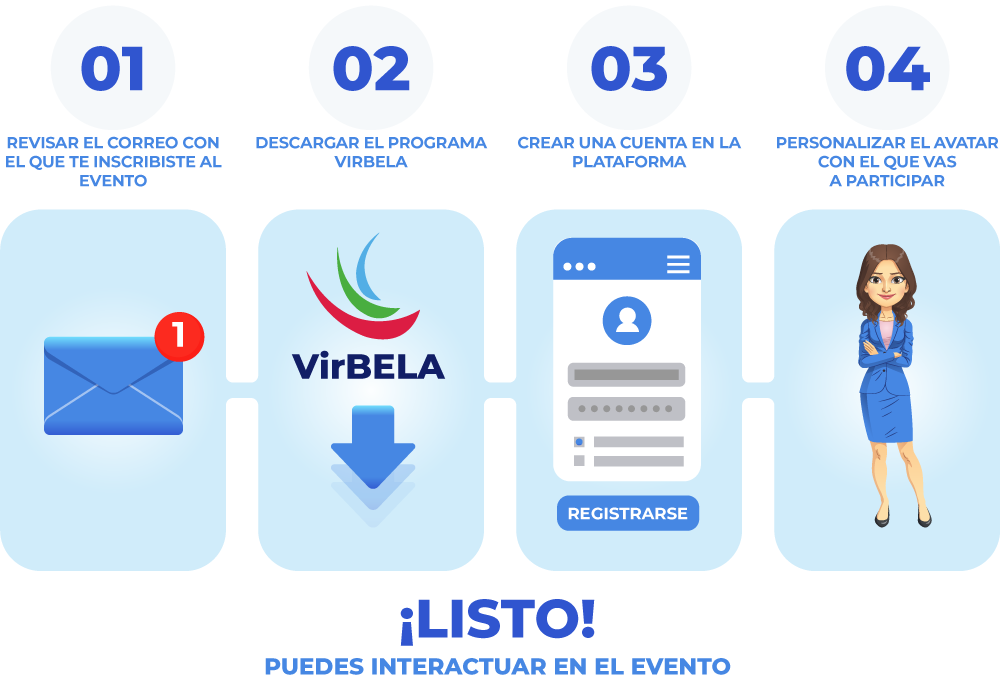 01
REVISAR EL CORREO CON
EL QUE TE INSCRIBISTE AL
EVENTO
02
DESCARGAR EL PROGRAMA
VIRBELA
03
CREAR UNA CUENTA EN LA
PLATAFORMA
04
PERSONALIZAR EL AVATAR
CON EL QUE VAS
A PARTICIPAR
1
VirBELA
REGISTRARSE
¡LISTO!
PUEDES INTERACTUAR EN EL EVENTO